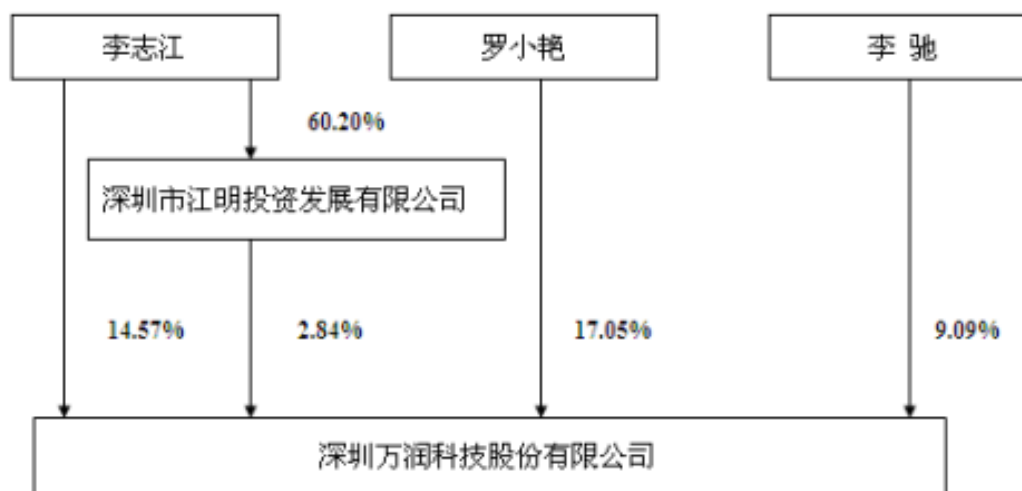 李志江
罗小艳
李 驰
60.20%
深圳市江明投资发展有限公司
14.57%
2.84%
17.05%
9.09%
深圳万润科技股份有限公司